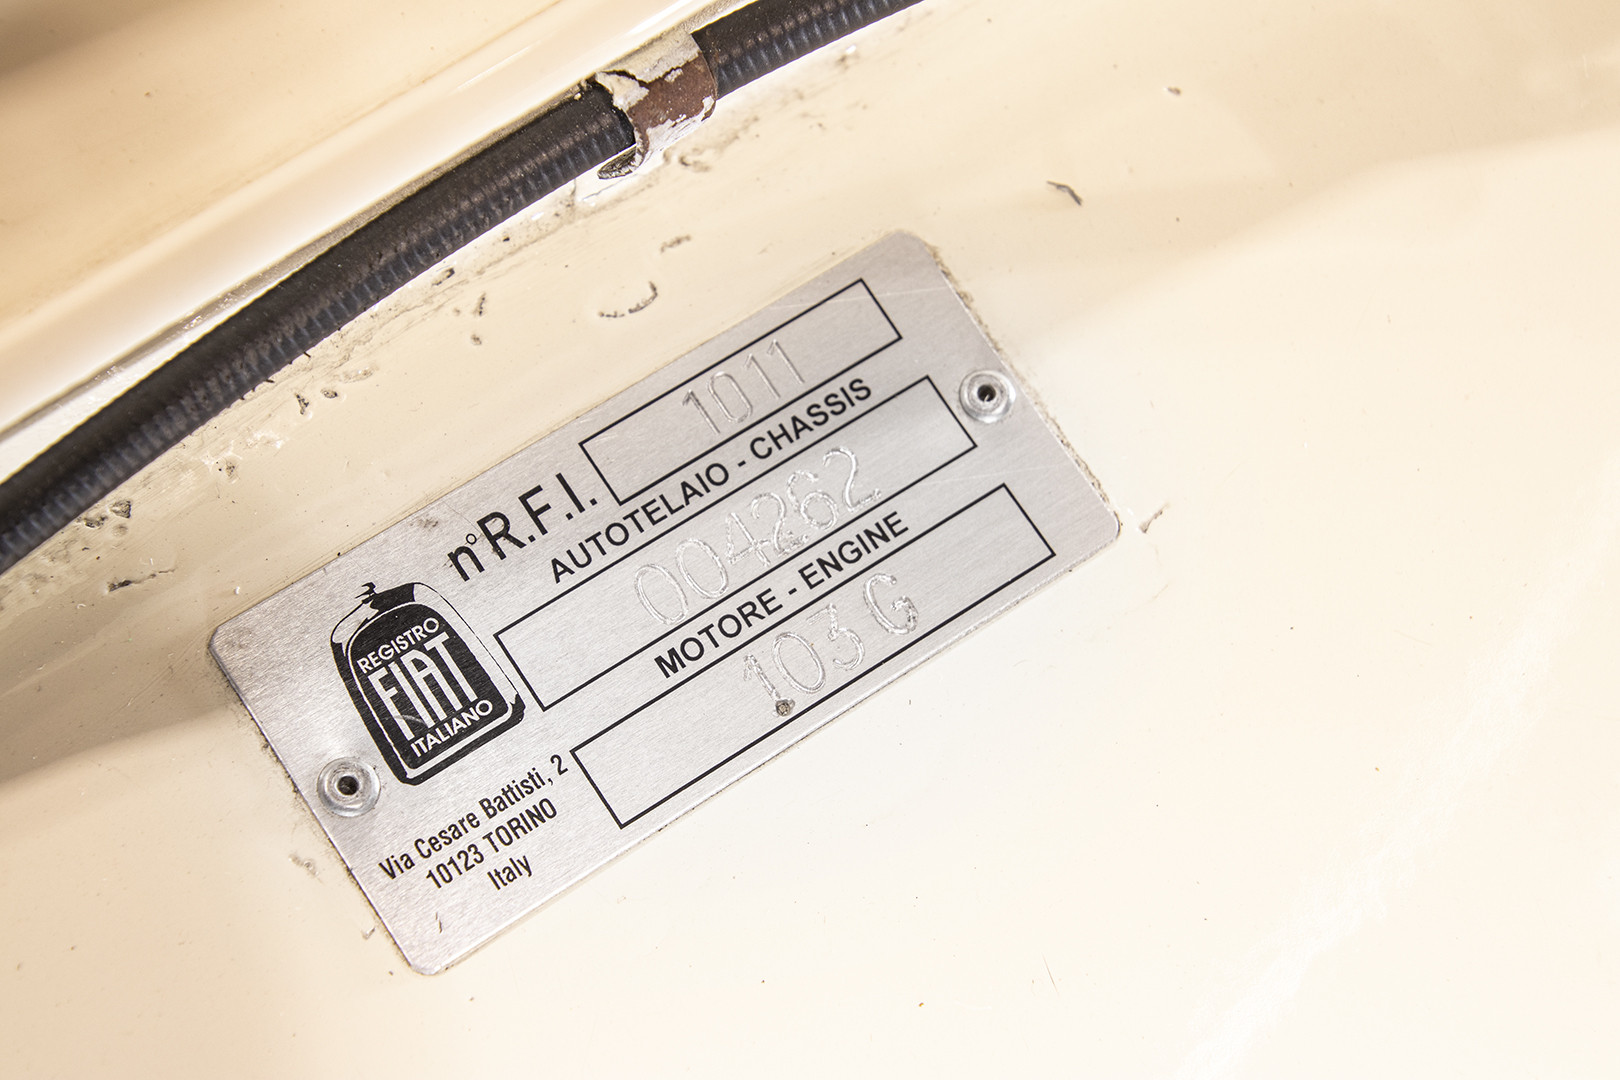 n° R.F.I. 1011
AUTOTELAIO - CHASSIS
004262
MOTORE - ENGINE
103 G
REGISTRO
FIAT
ITALIANO
Via Cesare Battisti, 2
10123 TORINO
Italy